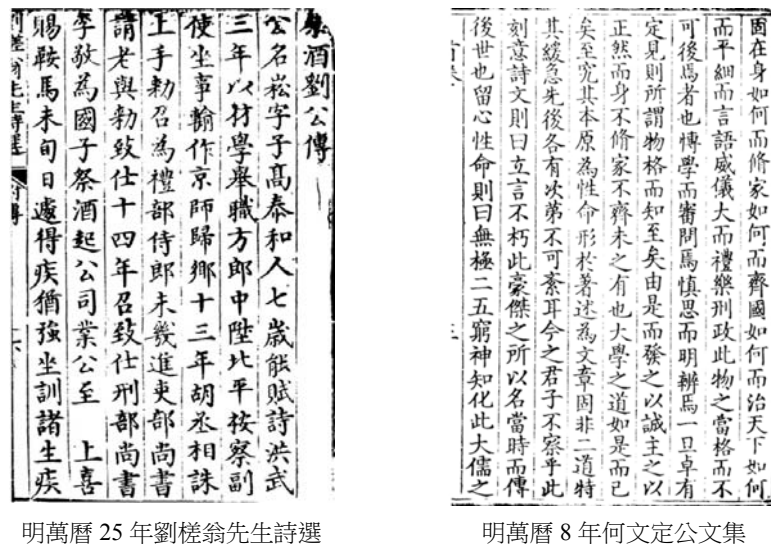 祭酒劉公傳
公名崧字子髙泰和人七歲能賦詩洪武
三年以材學舉職方郎中陞北平按察副
使坐事輸作京師歸鄉十三年胡丞相誅
上手勑召為禮部侍郎未幾進吏部尚書
請老與勑致仕十四年召致仕刑部尚書
李敬為國子祭酒起公司業公至 上喜
賜鞍馬未旬日遽得疾猶強坐訓諸生疾
劉槎翁先生詩選 附傳
明萬曆 25 年劉槎翁先生詩選
固在身如何而修家如何而齊國如何而治天下如何
而平細而言語威儀大而禮樂刑政此物之當格而不
可後焉者也博學而審問焉慎思而明辨焉一旦卓有
定見則所謂物格而知至矣由是而發之以誠主之以
正然而身不脩家不齊未之有也大學之道如是而已
矣至究其本原為性命形於著述為文章固非二道特
其緩急先後各有次第不可紊耳今之君子不察乎此
刻意詩文則曰立言不朽此豪傑之所以名當時而傳
後世也留心性命則曰無極二五窮神知化此大儒之
明萬曆 8 年何文定公文集